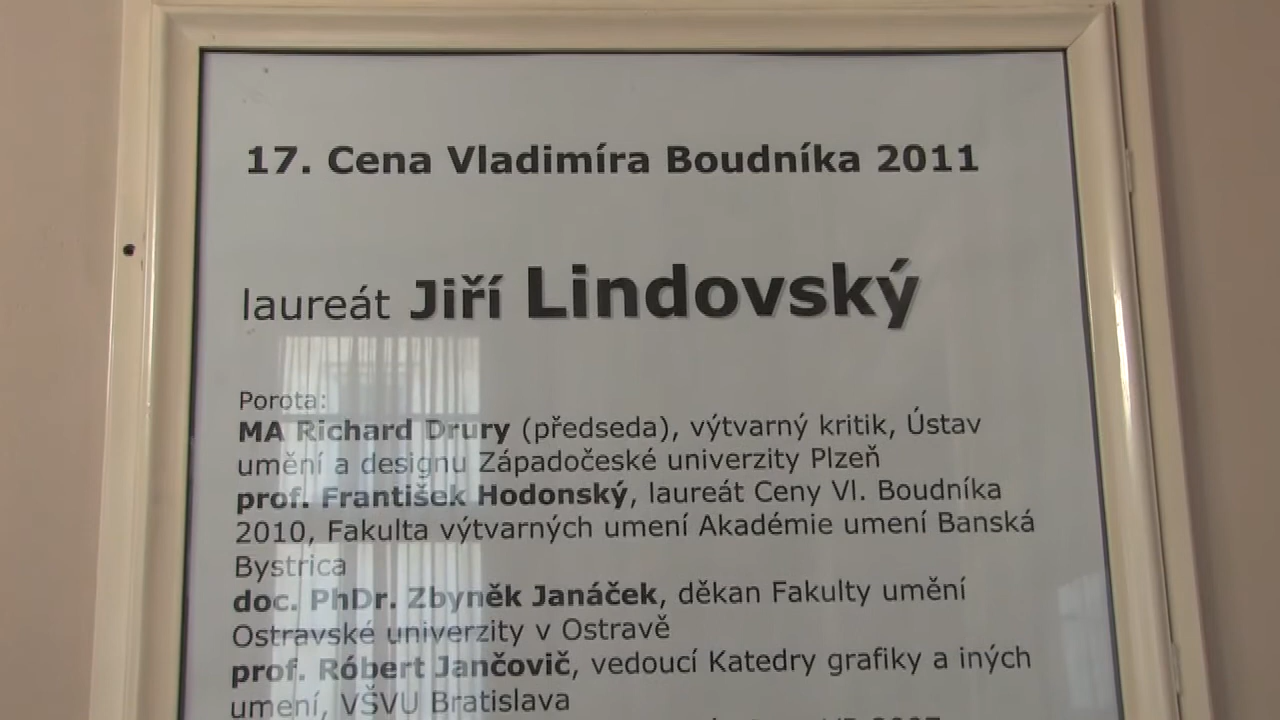 17. Cena Vladimíra Boudníka 2011
laureát Jiří Lindovský
Porota:
MA Richard Drury (předseda), výtvarný kritik, Ústav
umění a designu Západočeské univerzity Plzeň
prof. František Hodonský, laureát Ceny Vl. Boudníka
2010, Fakulta výtvarných umení Akadémie umení Banská
Bystrica
doc. PhDr. Zbyněk Janáček, děkan Fakulty umění
Ostravské univerzity v Ostravě
prof. Róbert Jančovič, vedoucí Katedry grafiky a iných
umení, VŠVU Bratislava